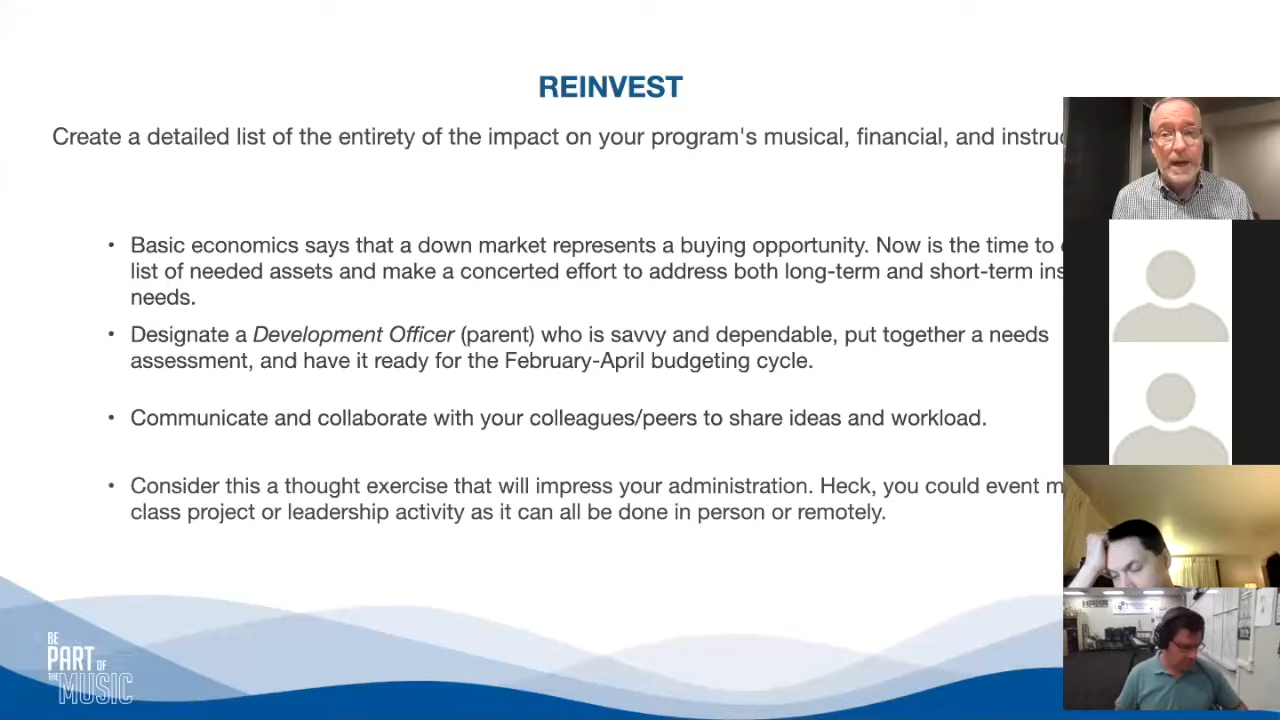 REINVEST
Create a detailed list of the entirety of the impact on your program's musical, financial, and
• Basic economics says that a down market represents a buying opportunity. Now is the time to
list of needed assets and make a concerted effort to address both long-term and short-term
needs.
• Designate a Development Officer (parent) who is savvy and dependable, put together a needs
assessment, and have it ready for the February-April budgeting cycle.
• Communicate and collaborate with your colleagues/peers to share ideas and workload.
• Consider this a thought exercise that will impress your administration. Heck, you could event
class project or leadership activity as it can all be done in person or remotely.
BE
PART OF
THE MUSIC